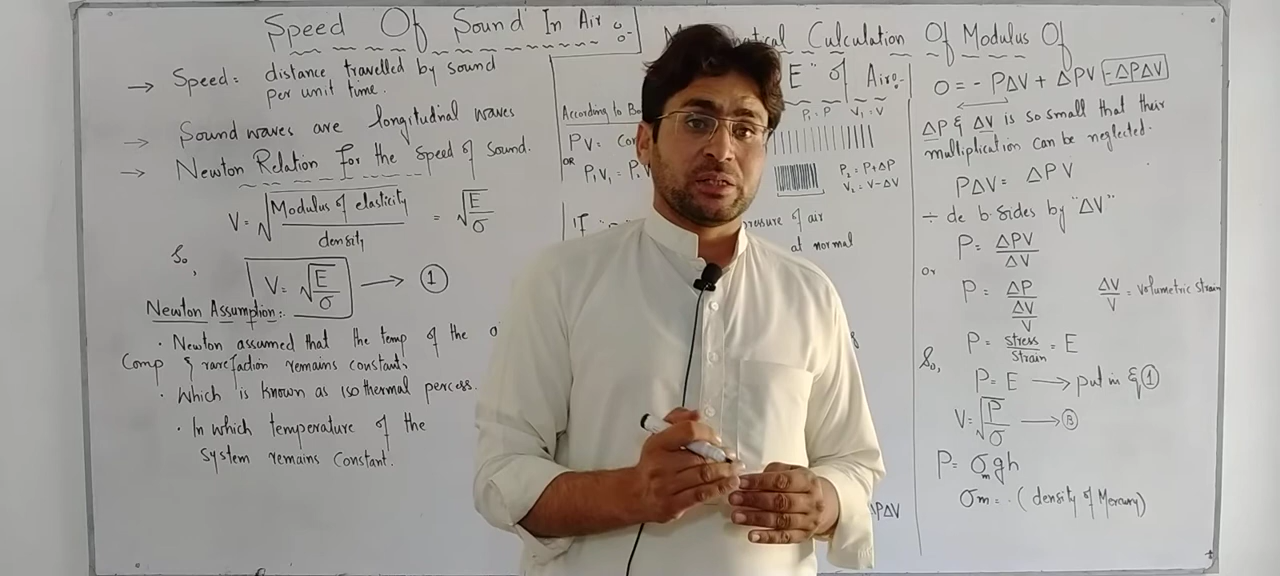 Speed Of Sound In Air :-
→ Speed: distance travelled by sound
per unit time.
→ Sound waves are longitudinal waves
→ Newton Relation For the Speed of Sound.
V = √(Modulus of elasticity / density) = √(E/σ)
So,
V = √(E/σ) → ①
Newton Assumption:-
· Newton assumed that the temp of the
Comp & rarefaction remains constant.
· Which is known as isothermal percess.
· In which temperature of the
system remains Constant.
Calculation Of Modulus Of
E" of Air:-
According to
PV =
OR
P₁V₁ =
P₁ = P V₁ = V
P₂ = P+ΔP
V₂ = V-ΔV
If
of air
at normal
ΔPΔV
0 = - PΔV + ΔPV -ΔPΔV
ΔP & ΔV is so small that their
multiplication can be neglected.
PΔV = ΔPV
÷ de b-sides by "ΔV"
P = ΔPV / ΔV
or
P = ΔP / (ΔV/V) ΔV/V = volumetric strain
P = stress/strain = E
So,
P = E → put in Eq ①
V = √(P/σ) → Ⓑ
P = σₘgh
σm = (density of Mercury)